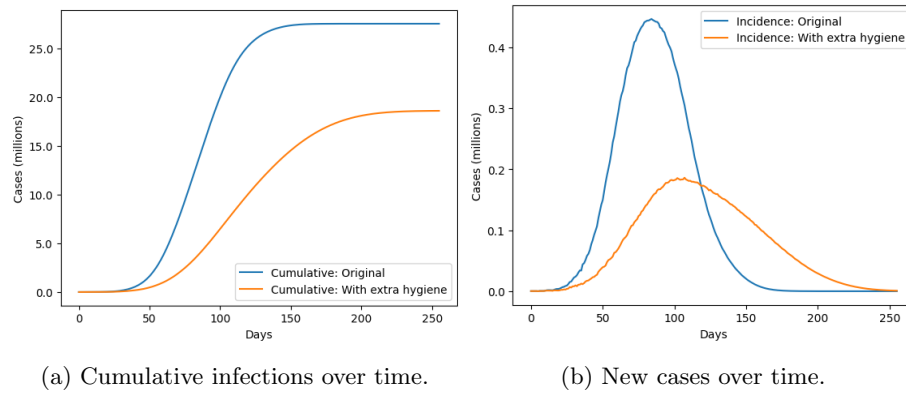 25.0
20.0
15.0
10.0
5.0
0.0
Cases (millions)
0 50 100 150 200 250
Days
Cumulative: Original
Cumulative: With extra hygiene
(a) Cumulative infections over time.
0.4
0.3
0.2
0.1
0.0
Cases (millions)
0 50 100 150 200 250
Days
Incidence: Original
Incidence: With extra hygiene
(b) New cases over time.